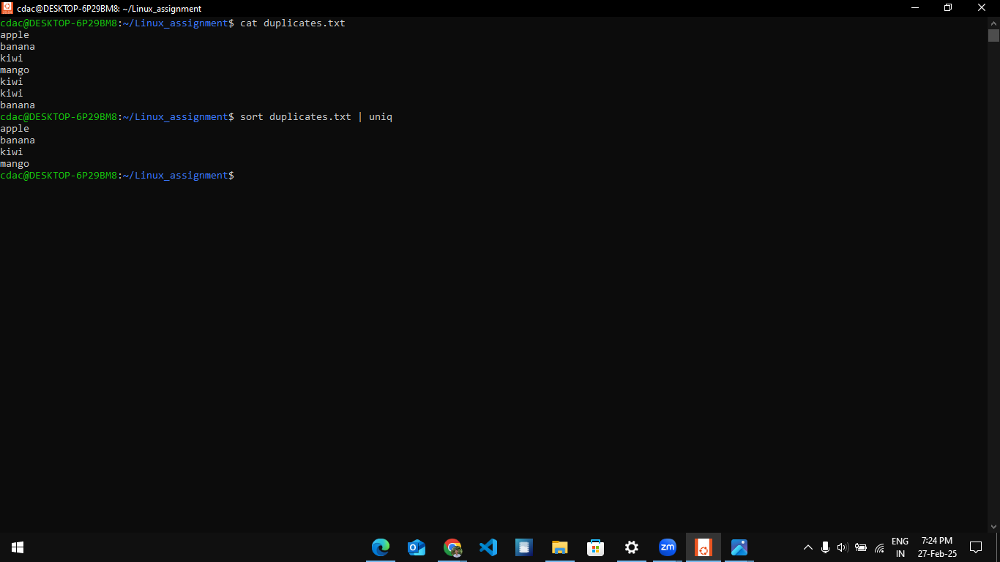 cdac@DESKTOP-6P29BM8: ~/Linux_assignment
cdac@DESKTOP-6P29BM8:~/Linux_assignment$ cat duplicates.txt
apple
banana
kiwi
mango
kiwi
kiwi
banana
cdac@DESKTOP-6P29BM8:~/Linux_assignment$ sort duplicates.txt | uniq
apple
banana
kiwi
mango
cdac@DESKTOP-6P29BM8:~/Linux_assignment$
zm
ENG
IN
7:24 PM
27-Feb-25